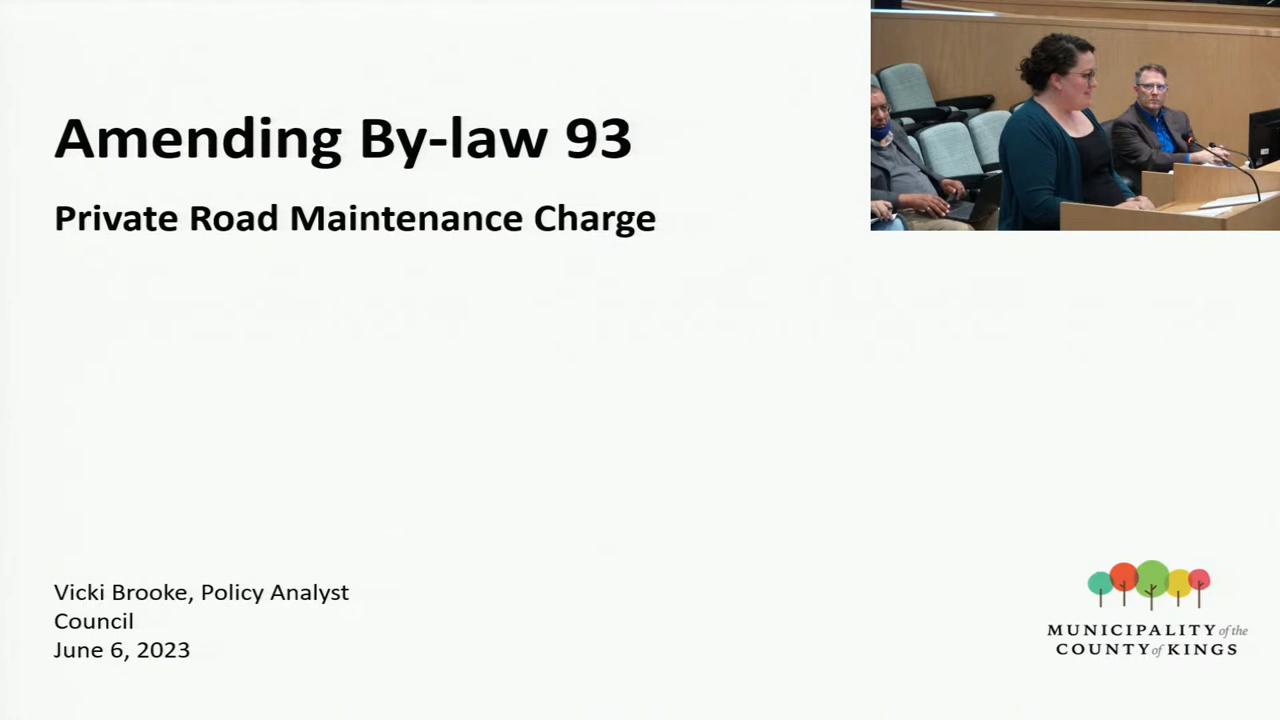 Amending By-law 93
Private Road Maintenance Charge
Vicki Brooke, Policy Analyst
Council
June 6, 2023
MUNICIPALITY of the
COUNTY of KINGS